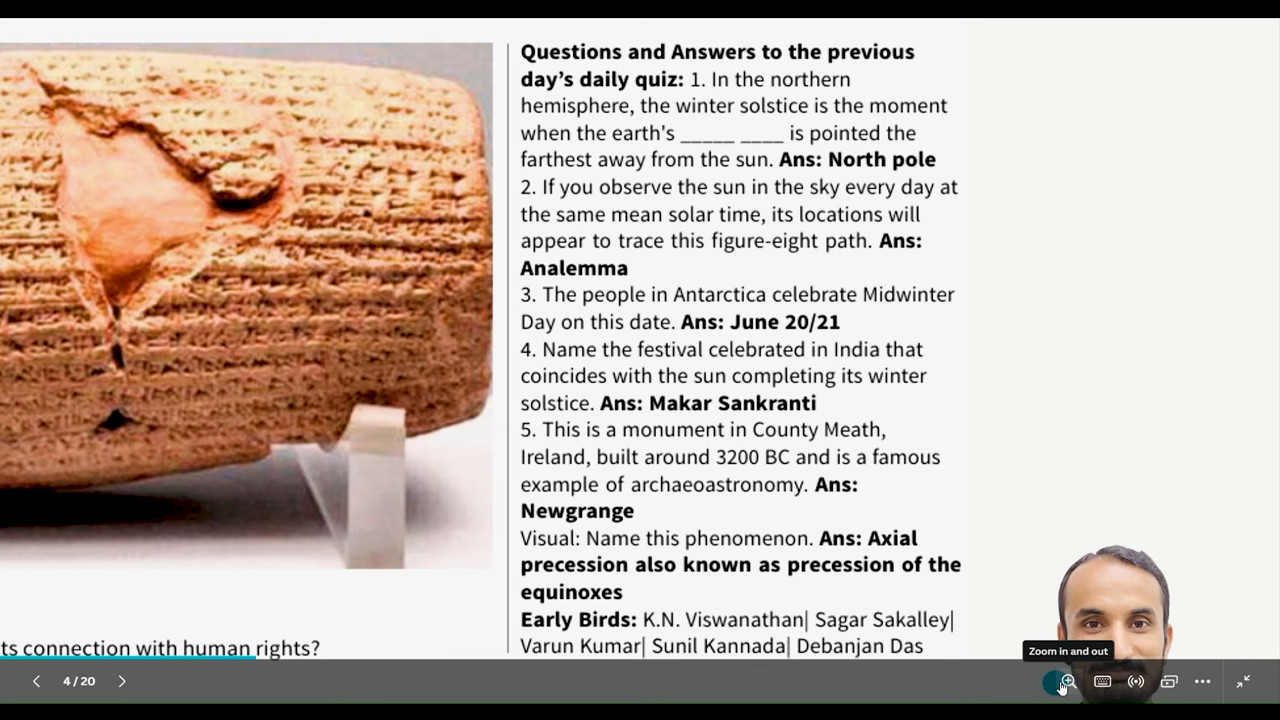 Questions and Answers to the previous
day’s daily quiz: 1. In the northern
hemisphere, the winter solstice is the moment
when the earth's _____ ____ is pointed the
farthest away from the sun. Ans: North pole
2. If you observe the sun in the sky every day at
the same mean solar time, its locations will
appear to trace this figure-eight path. Ans:
Analemma
3. The people in Antarctica celebrate Midwinter
Day on this date. Ans: June 20/21
4. Name the festival celebrated in India that
coincides with the sun completing its winter
solstice. Ans: Makar Sankranti
5. This is a monument in County Meath,
Ireland, built around 3200 BC and is a famous
example of archaeoastronomy. Ans:
Newgrange
Visual: Name this phenomenon. Ans: Axial
precession also known as precession of the
equinoxes
Early Birds: K.N. Viswanathan| Sagar Sakalley|
Varun Kumar| Sunil Kannada| Debanjan Das
ts connection with human rights?
Zoom in and out
4 / 20